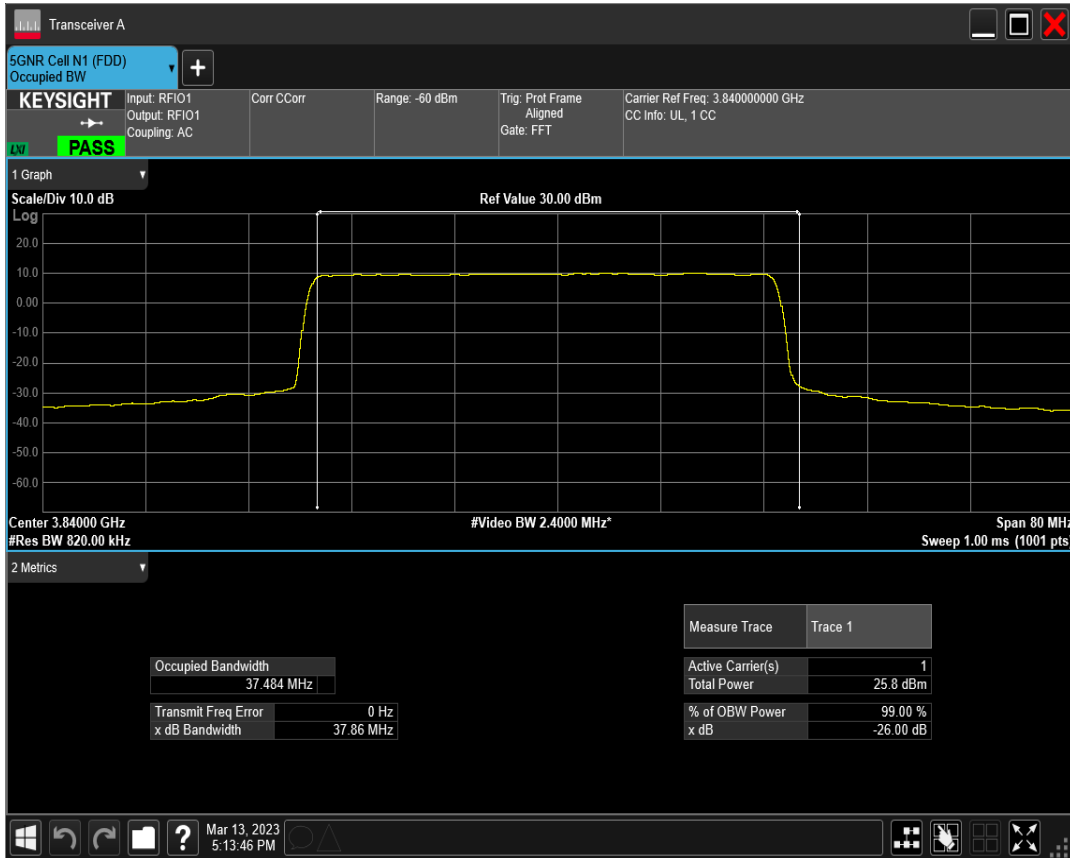 Transceiver A
5GNR Cell N1 (FDD)
Occupied BW
+
KEYSIGHT
LXI
PASS
Input: RFIO1
Output: RFIO1
Coupling: AC
Corr CCorr
Range: -60 dBm
Trig: Prot Frame
Aligned
Gate: FFT
Carrier Ref Freq: 3.840000000 GHz
CC Info: UL, 1 CC
1 Graph
Scale/Div 10.0 dB
Ref Value 30.00 dBm
Log
20.0
10.0
0.00
-10.0
-20.0
-30.0
-40.0
-50.0
-60.0
Center 3.84000 GHz
#Video BW 2.4000 MHz*
Span 80 MHz
#Res BW 820.00 kHz
Sweep 1.00 ms (1001 pts)
2 Metrics
Measure Trace Trace 1
Occupied Bandwidth
37.484 MHz
Active Carrier(s) 1
Total Power 25.8 dBm
Transmit Freq Error 0 Hz
x dB Bandwidth 37.86 MHz
% of OBW Power 99.00 %
x dB -26.00 dB
?
Mar 13, 2023
5:13:46 PM